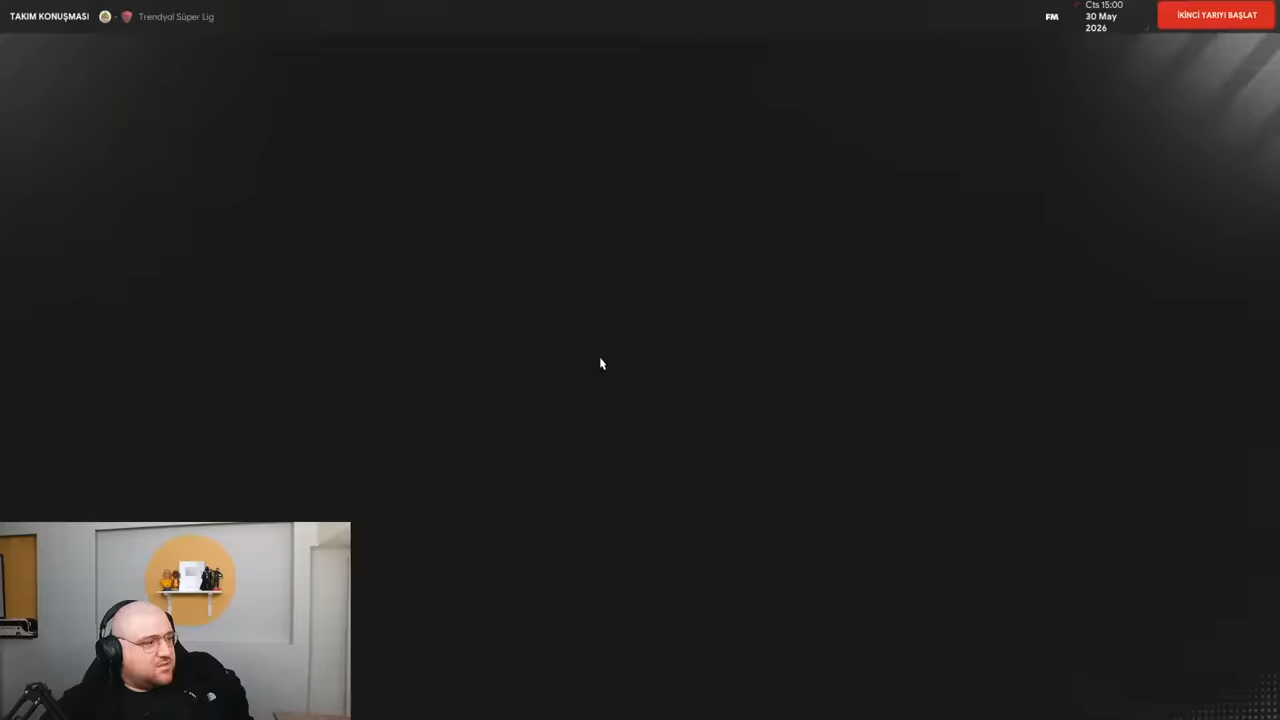 TAKIM KONUŞMASI - Trendyol Süper Lig
FM
Cts 15:00
30 May
2026
İKİNCİ YARIYI BAŞLAT